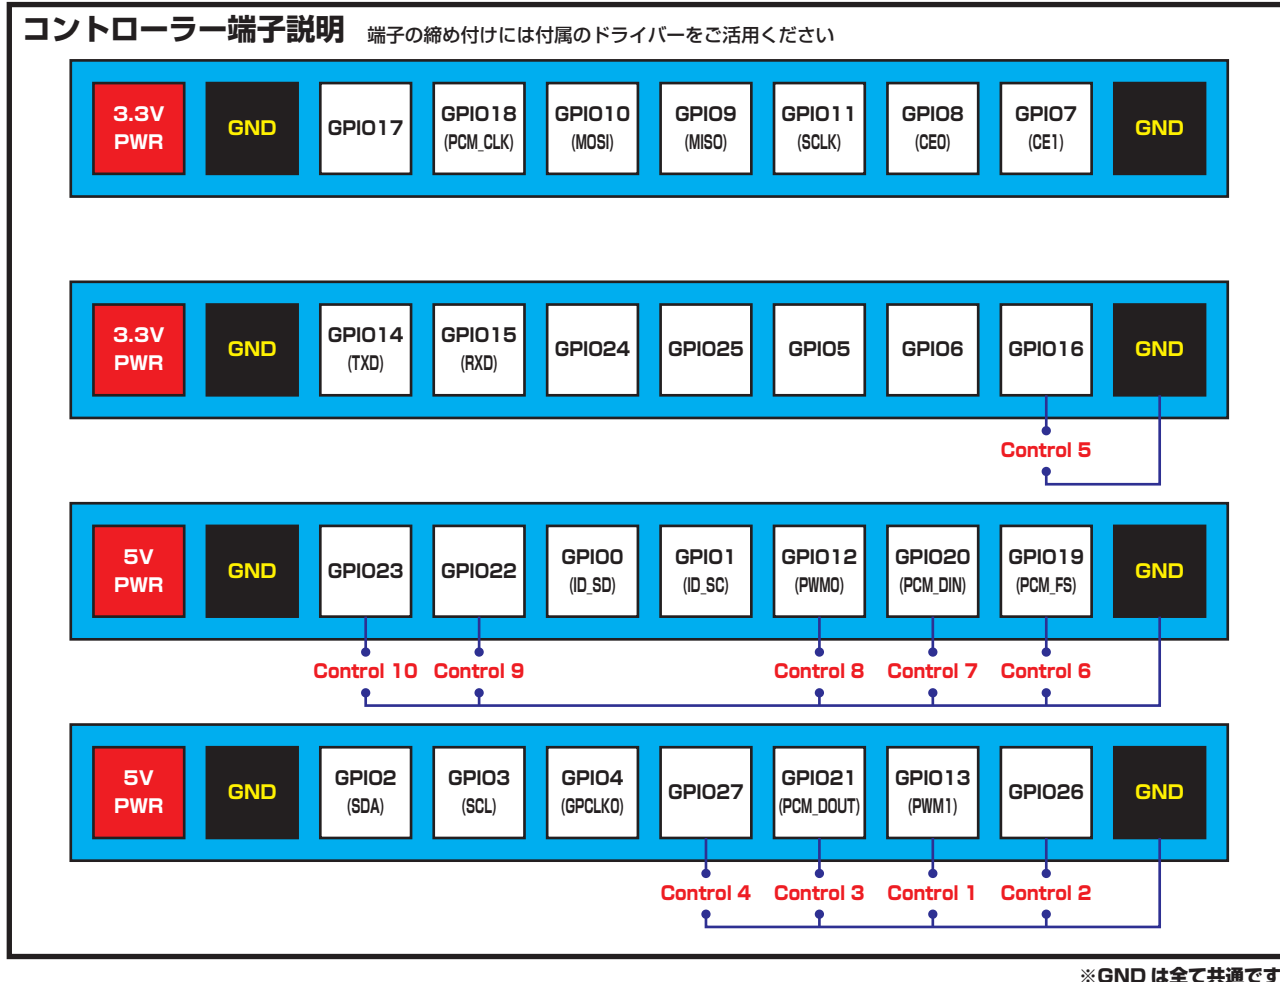 コントローラー端子説明 端子の締め付けには付属のドライバーをご活用ください
3.3V PWR
GND
GPIO17
GPIO18 (PCM_CLK)
GPIO10 (MOSI)
GPIO9 (MISO)
GPIO11 (SCLK)
GPIO8 (CE0)
GPIO7 (CE1)
GND
3.3V PWR
GND
GPIO14 (TXD)
GPIO15 (RXD)
GPIO24
GPIO25
GPIO5
GPIO6
GPIO16
GND
Control 5
5V PWR
GND
GPIO23
GPIO22
GPIO0 (ID_SD)
GPIO1 (ID_SC)
GPIO12 (PWM0)
GPIO20 (PCM_DIN)
GPIO19 (PCM_FS)
GND
Control 10 Control 9 Control 8 Control 7 Control 6
5V PWR
GND
GPIO2 (SDA)
GPIO3 (SCL)
GPIO4 (GPCLK0)
GPIO27
GPIO21 (PCM_DOUT)
GPIO13 (PWM1)
GPIO26
GND
Control 4 Control 3 Control 1 Control 2
※GND は全て共通です